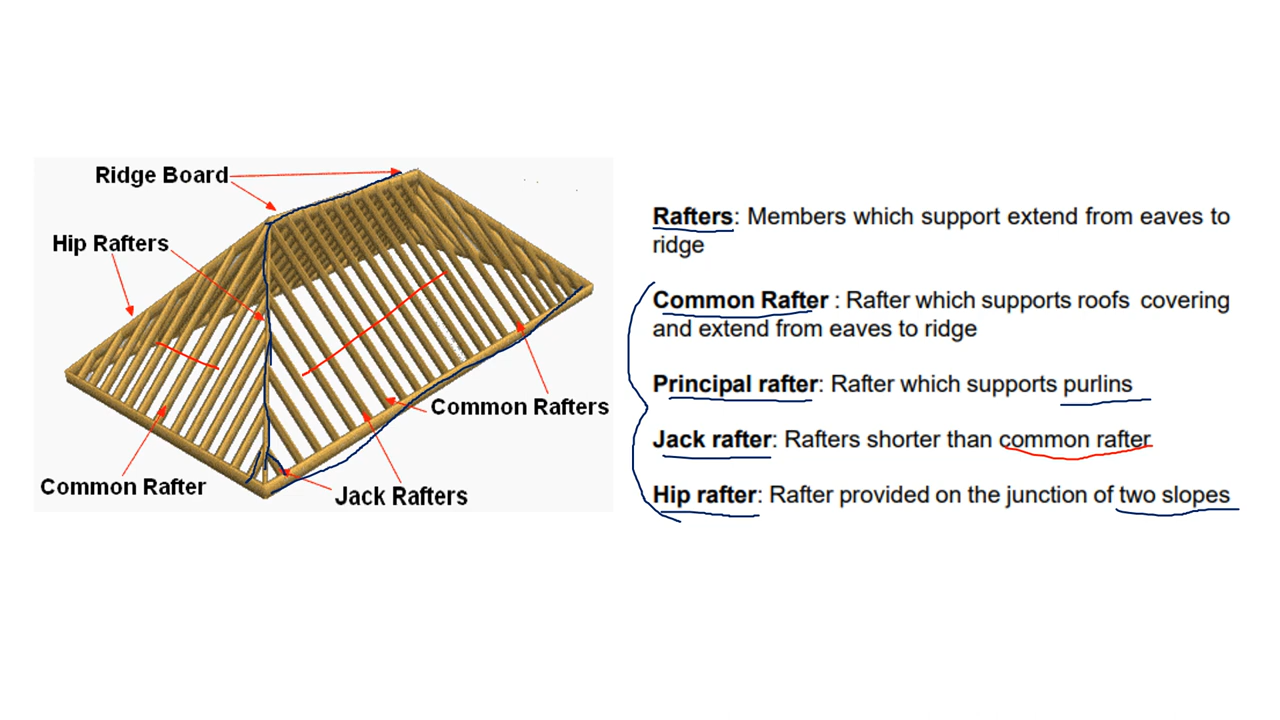 Ridge Board
Hip Rafters
Common Rafters
Common Rafter
Jack Rafters
Rafters: Members which support extend from eaves to
ridge
Common Rafter : Rafter which supports roofs covering
and extend from eaves to ridge
Principal rafter: Rafter which supports purlins
Jack rafter: Rafters shorter than common rafter
Hip rafter: Rafter provided on the junction of two slopes